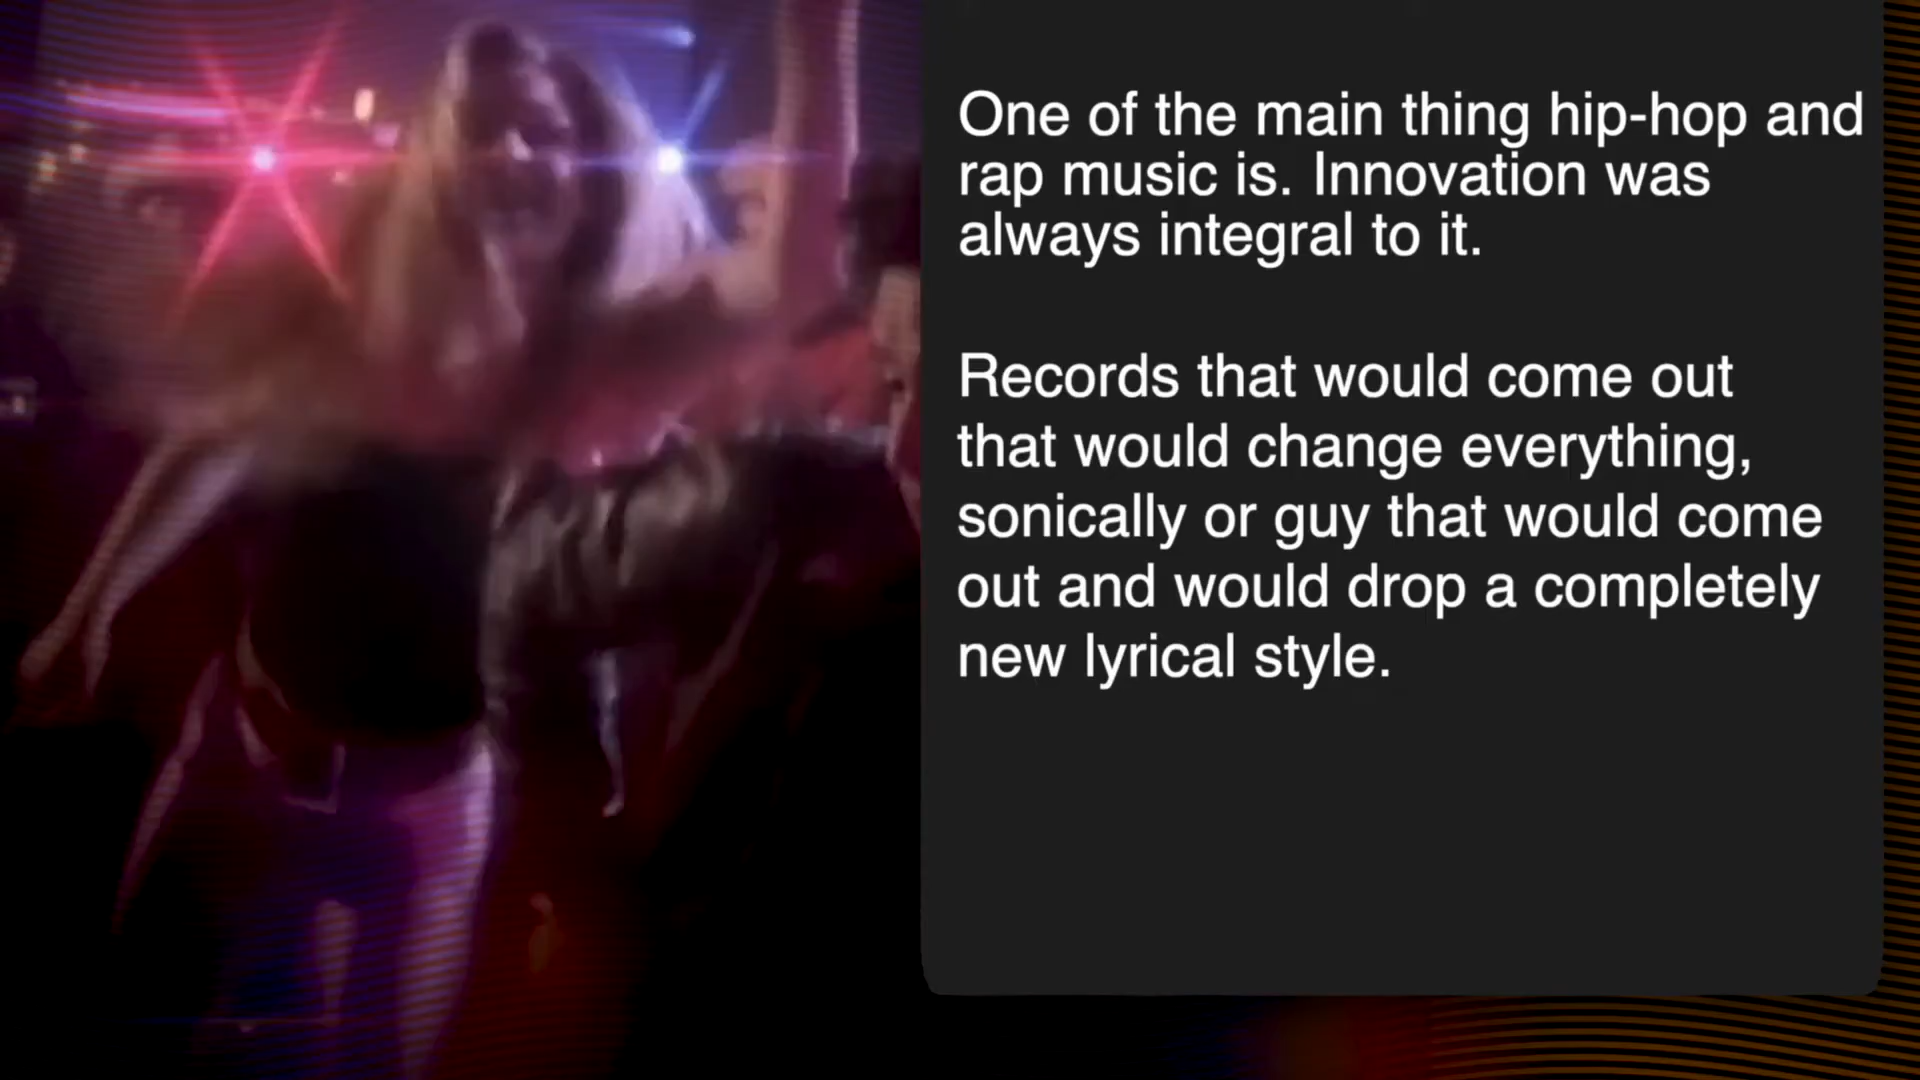 One of the main thing hip-hop and
rap music is. Innovation was
always integral to it.
Records that would come out
that would change everything,
sonically or guy that would come
out and would drop a completely
new lyrical style.